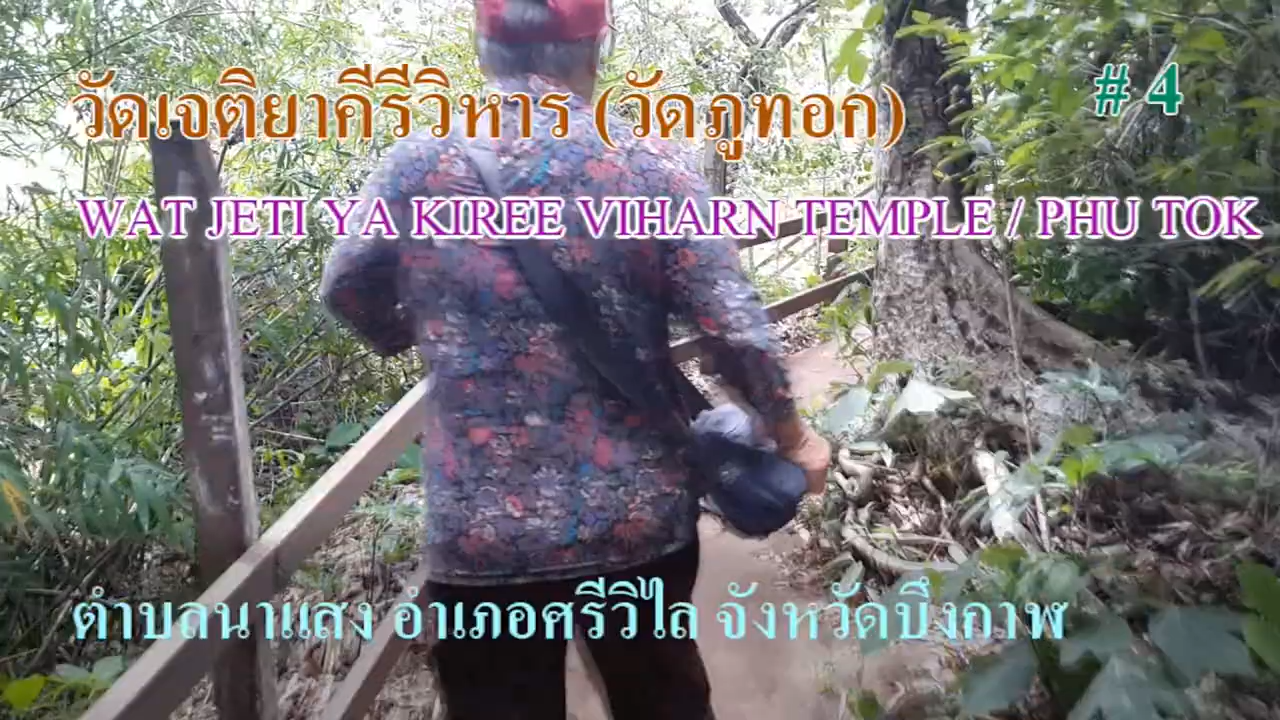 วัดเจติยาคีรีวิหาร (วัดภูทอก) # 4
WAT JETI YA KIREE VIHARN TEMPLE / PHU TOK
ตำบลนาแสง อำเภอศรีวิไล จังหวัดบึงกาฬ